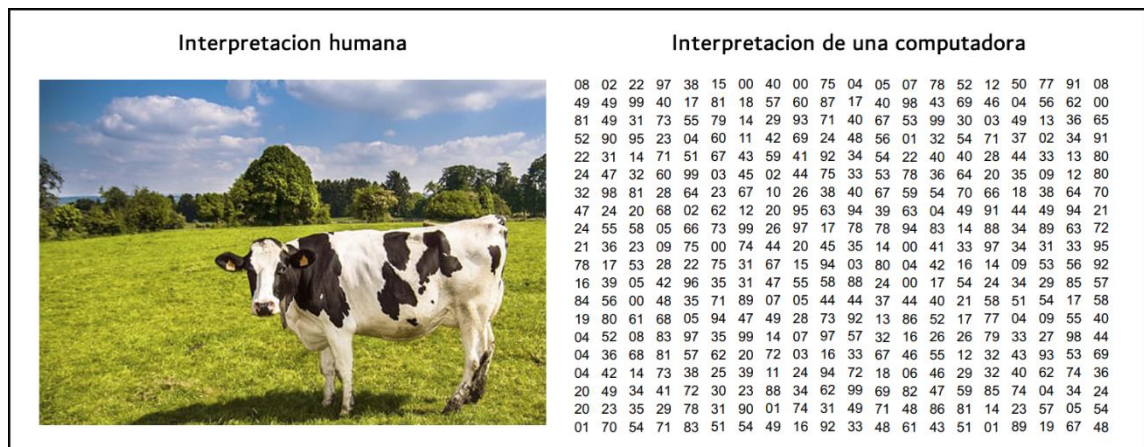 Interpretacion humana
Interpretacion de una computadora
08 02 22 97 38 15 00 40 00 75 04 05 07 78 52 12 50 77 91 08
49 49 99 40 17 81 18 57 60 87 17 40 98 43 69 46 04 56 62 00
81 49 31 73 55 79 14 29 93 71 40 67 53 99 30 03 49 13 36 65
52 90 95 23 04 60 11 42 69 24 48 56 01 32 54 71 37 02 34 91
22 31 14 71 51 67 43 59 41 92 34 54 22 40 40 28 44 33 13 80
24 47 32 60 99 03 45 02 44 75 33 53 78 36 64 20 35 09 12 80
32 98 81 28 64 23 67 10 26 38 40 67 59 54 70 66 18 38 64 70
47 24 20 68 02 62 12 20 95 63 94 39 63 04 49 91 44 49 94 21
24 55 58 05 66 73 99 26 97 17 78 78 94 83 14 88 34 89 63 72
21 36 23 09 75 00 74 44 20 45 35 14 00 41 33 97 34 31 33 95
78 17 53 28 22 75 31 67 15 94 03 80 04 42 16 14 09 53 56 92
16 39 05 42 96 35 31 47 55 58 88 24 00 17 54 24 34 29 85 57
84 56 00 48 35 71 89 07 05 44 44 37 44 40 21 58 51 54 17 58
19 80 61 68 05 94 47 49 28 73 92 13 86 52 17 77 04 09 55 40
04 52 08 83 97 35 99 14 07 97 57 32 16 26 26 79 33 27 98 44
04 36 68 81 57 62 20 72 03 16 33 67 46 55 12 32 43 93 53 69
04 42 14 73 38 25 39 11 24 94 72 18 06 46 29 32 40 62 74 36
20 49 34 41 72 30 23 88 34 62 99 69 82 47 59 85 74 04 34 24
20 23 35 29 78 31 90 01 74 31 49 71 48 86 81 14 23 57 05 54
01 70 54 71 83 51 54 49 16 92 33 48 61 43 51 01 89 19 67 48